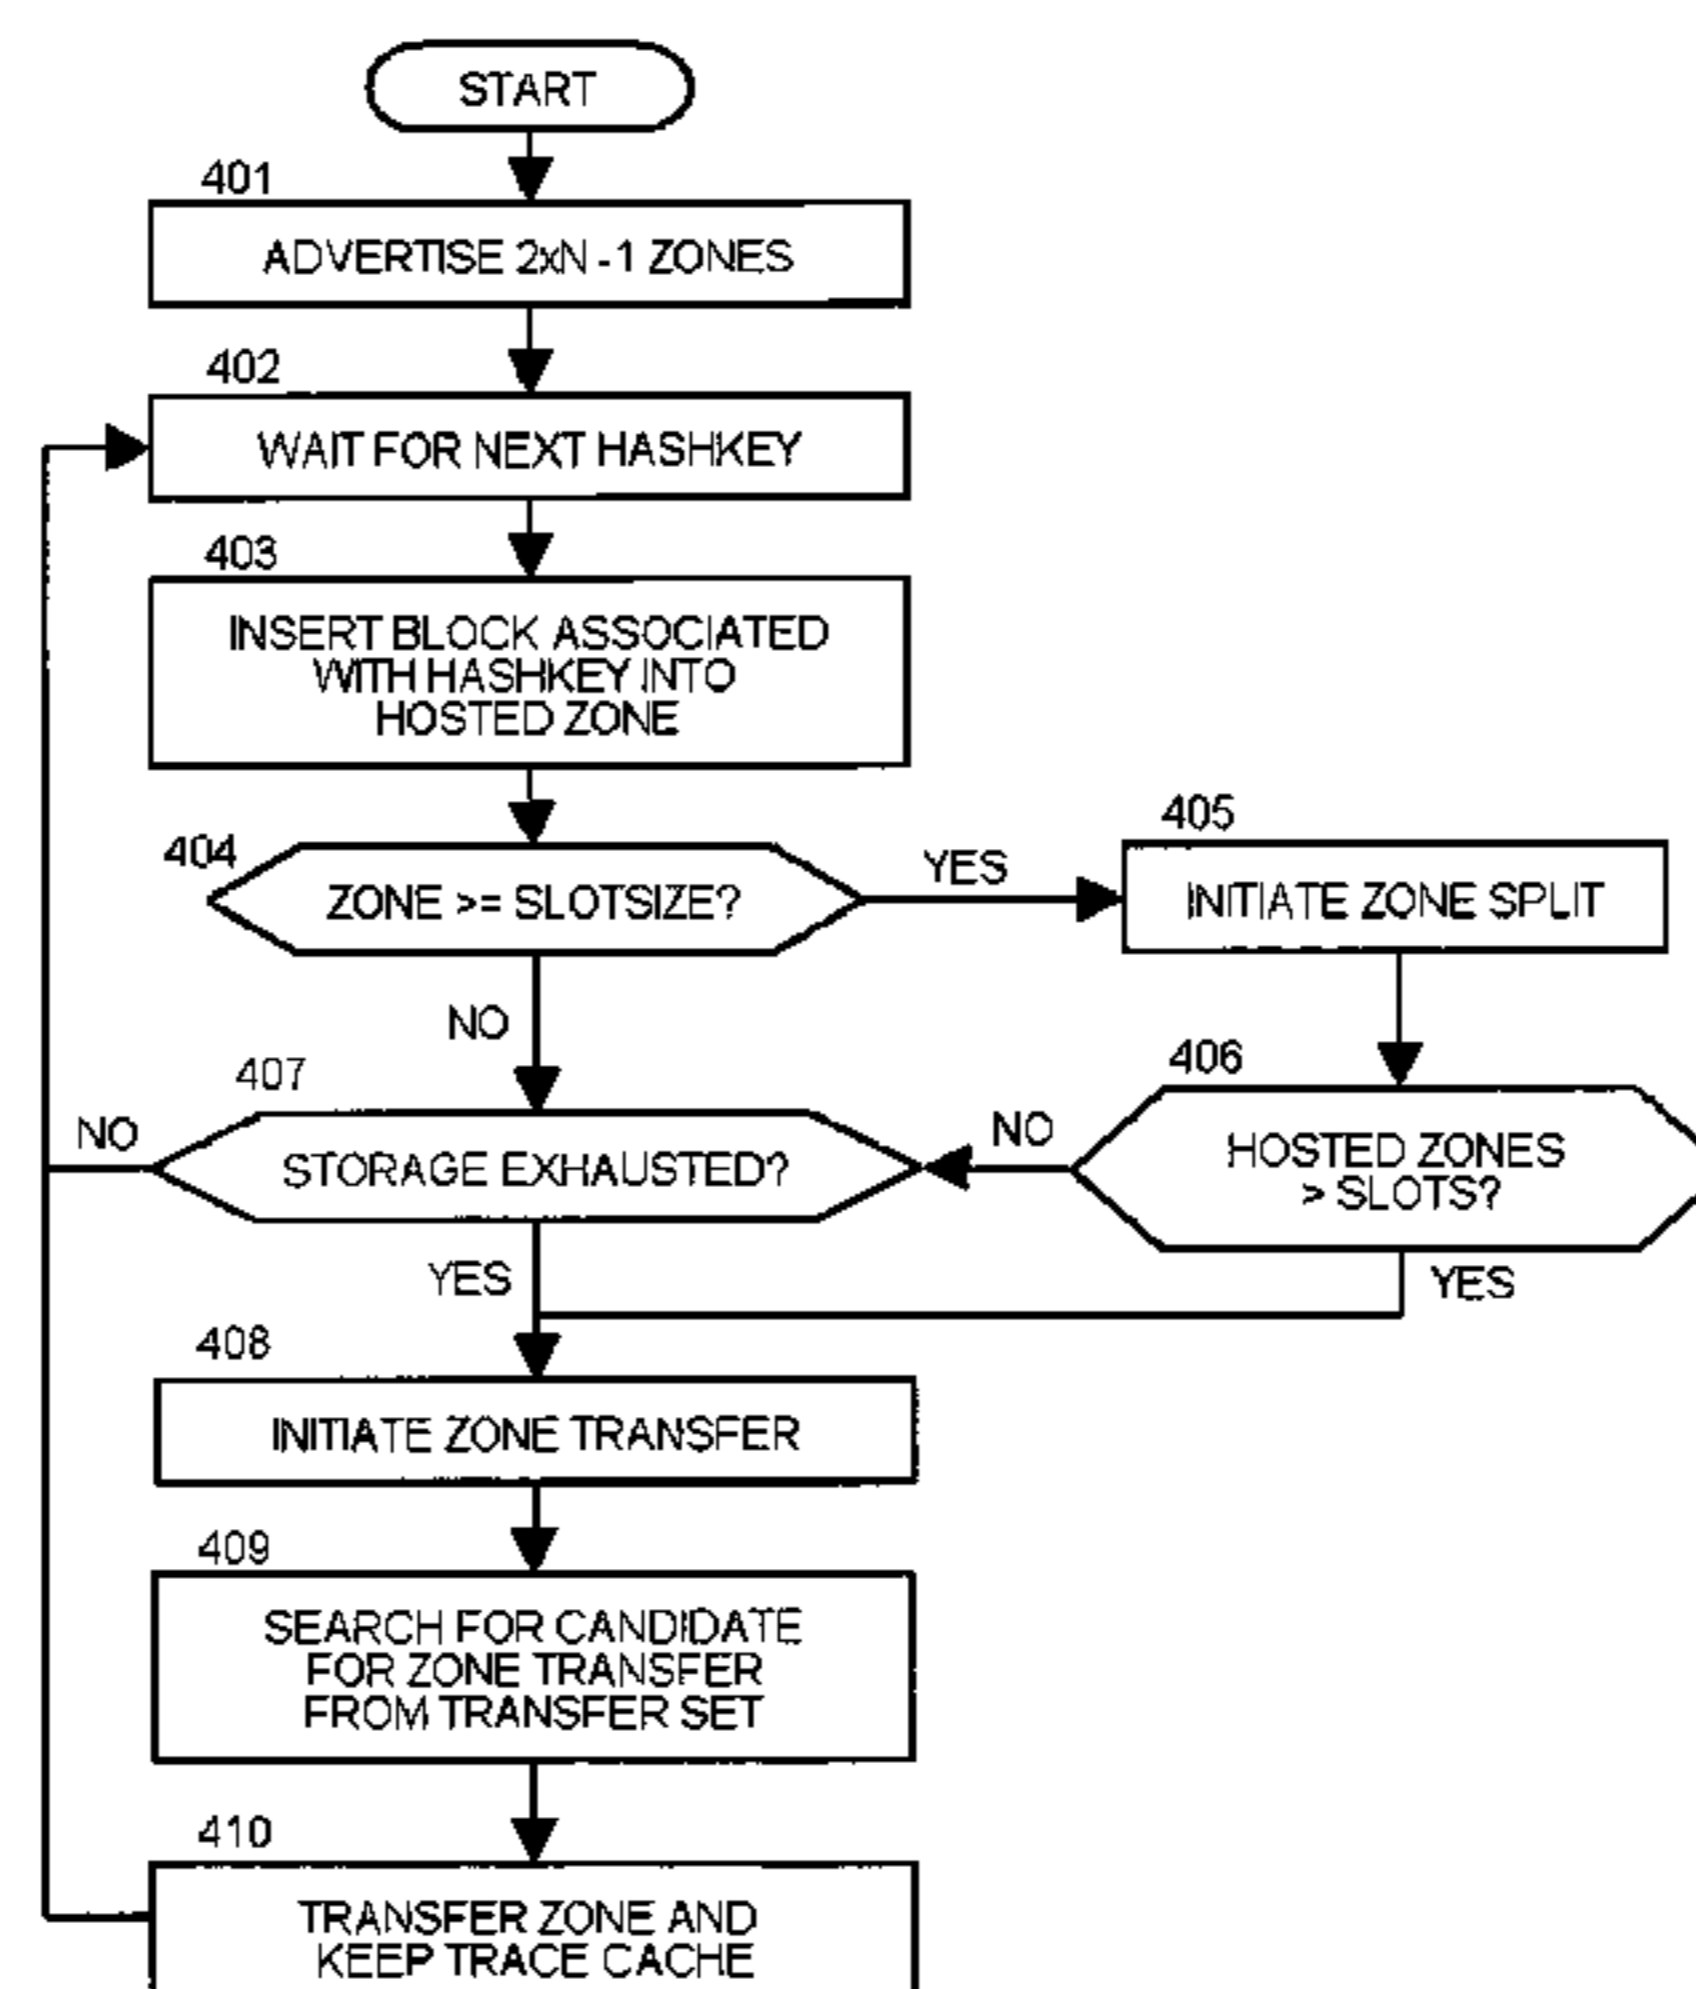 START
401
ADVERTISE 2xN-1 ZONES
402
WAIT FOR NEXT HASHKEY
403
INSERT BLOCK ASSOCIATED
WITH HASHKEY INTO
HOSTED ZONE
404
ZONE >= SLOTSIZE?
YES
405
INITIATE ZONE SPLIT
NO
406
HOSTED ZONES
> SLOTS?
NO
YES
407
STORAGE EXHAUSTED?
NO
YES
408
INITIATE ZONE TRANSFER
409
SEARCH FOR CANDIDATE
FOR ZONE TRANSFER
FROM TRANSFER SET
410
TRANSFER ZONE AND
KEEP TRACE CACHE